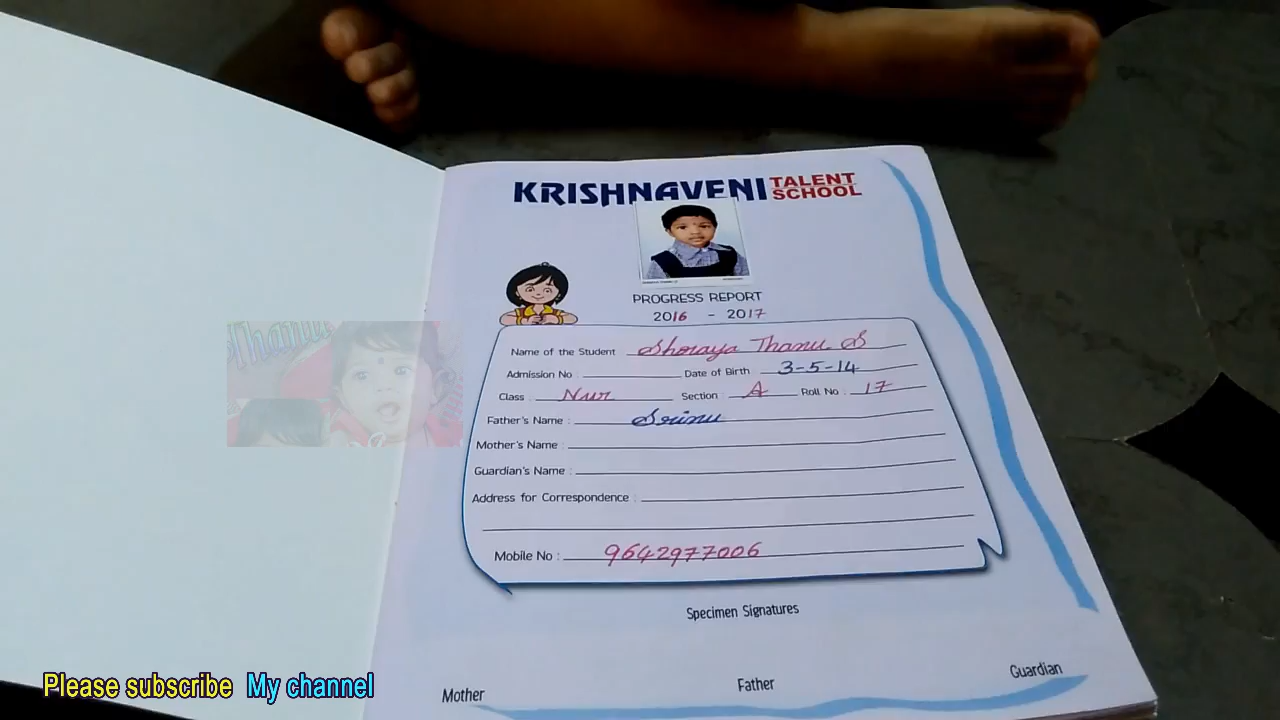 KRISHNAVENI TALENT SCHOOL
PROGRESS REPORT
2016 - 2017
Name of the Student Shoraya Thanu S
Admission No : Date of Birth 3-5-14
Class : Nur Section : A Roll No : 17
Father's Name : Srinu
Mother's Name :
Guardian's Name :
Address for Correspondence :
Mobile No : 9642977006
Specimen Signatures
Mother Father Guardian
Thanu
Please subscribe My channel